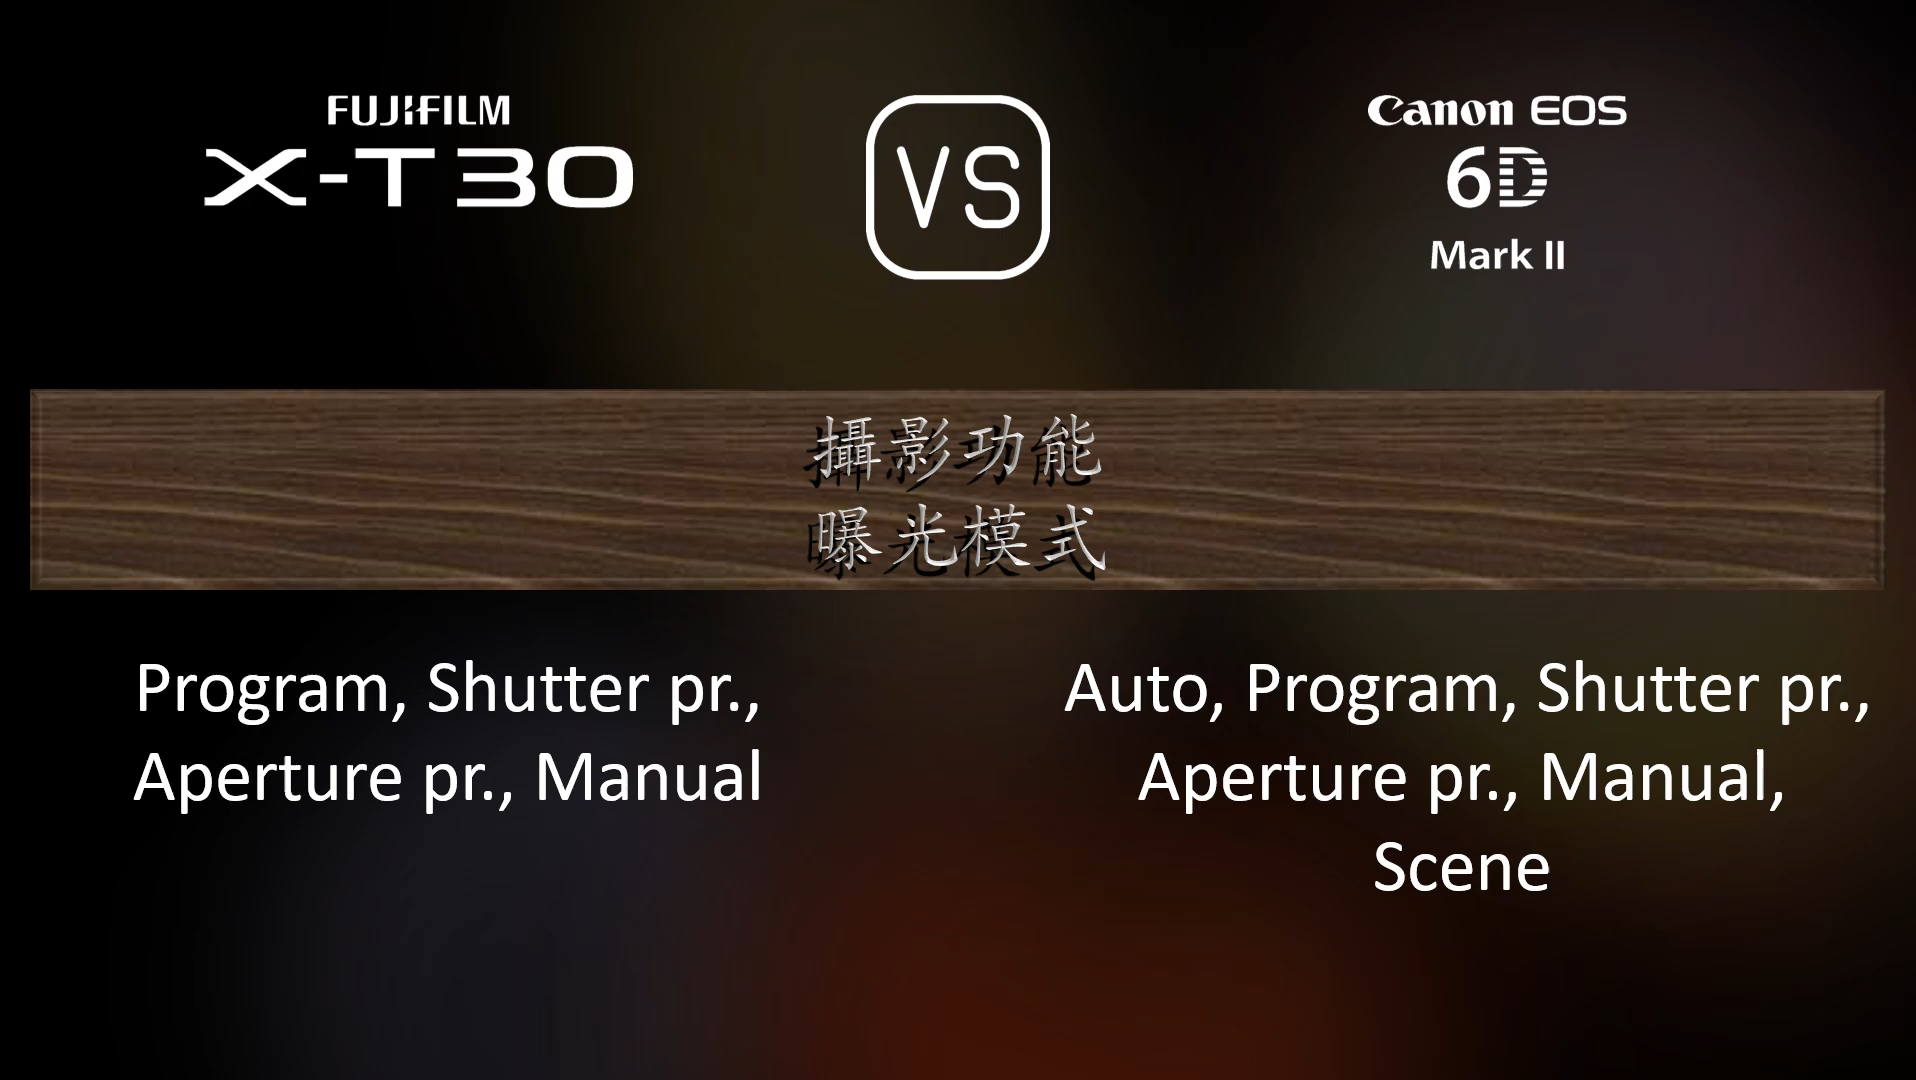 FUJIFILM
X-T30
VS
Canon EOS
6D
Mark II
攝影功能
曝光模式
Program, Shutter pr.,
Aperture pr., Manual
Auto, Program, Shutter pr.,
Aperture pr., Manual,
Scene